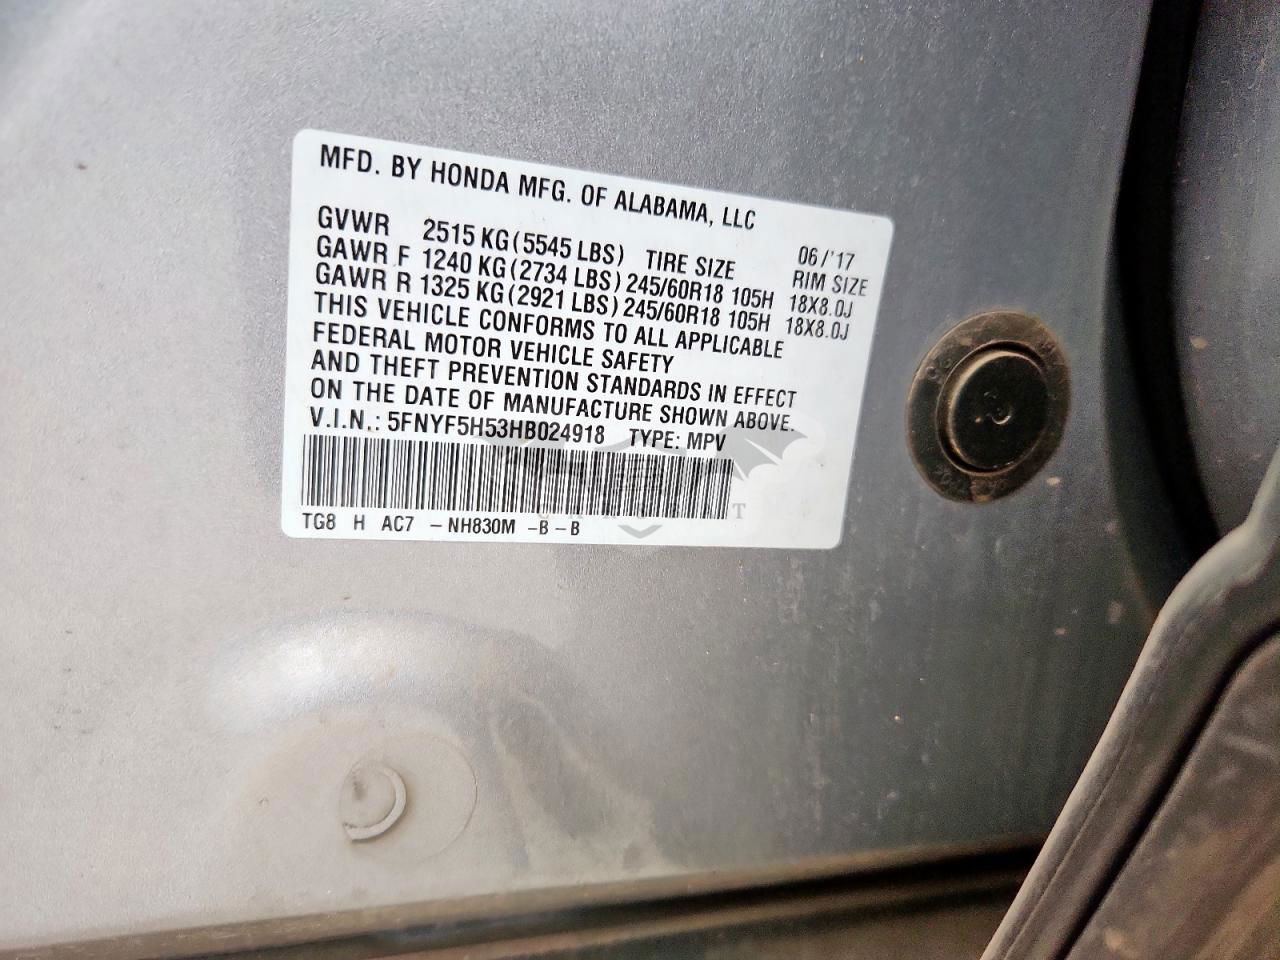 MFD. BY HONDA MFG. OF ALABAMA, LLC
06/'17
GVWR 2515 KG (5545 LBS) TIRE SIZE RIM SIZE
GAWR F 1240 KG (2734 LBS) 245/60R18 105H 18X8.0J
GAWR R 1325 KG (2921 LBS) 245/60R18 105H 18X8.0J
THIS VEHICLE CONFORMS TO ALL APPLICABLE
FEDERAL MOTOR VEHICLE SAFETY
AND THEFT PREVENTION STANDARDS IN EFFECT
ON THE DATE OF MANUFACTURE SHOWN ABOVE.
V.I.N.: 5FNYF5H53HB024918 TYPE: MPV
TG8 H AC7 -NH830M -B-B